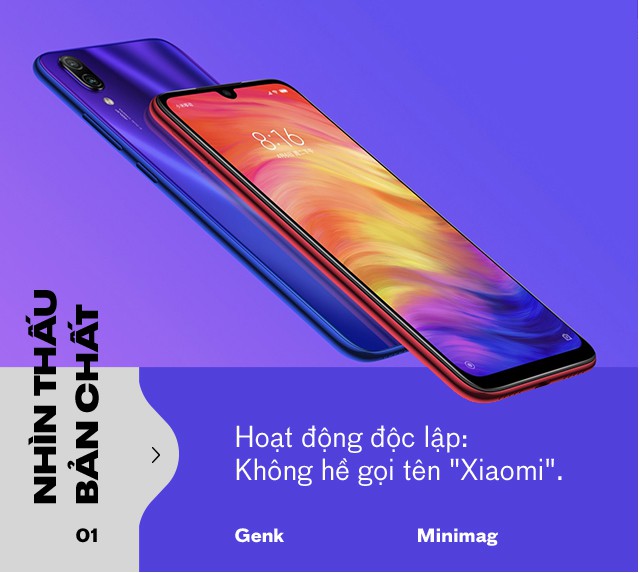 8:16
NHÌN THẤU
BẢN CHẤT
01
Hoạt động độc lập:
Không hề gọi tên "Xiaomi".
Genk
Minimag